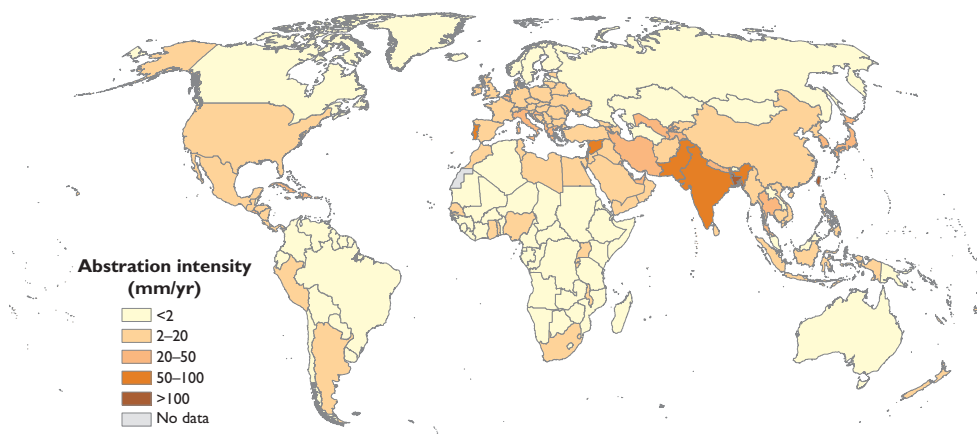 Abstration intensity
(mm/yr)
<2
2–20
20–50
50–100
>100
No data